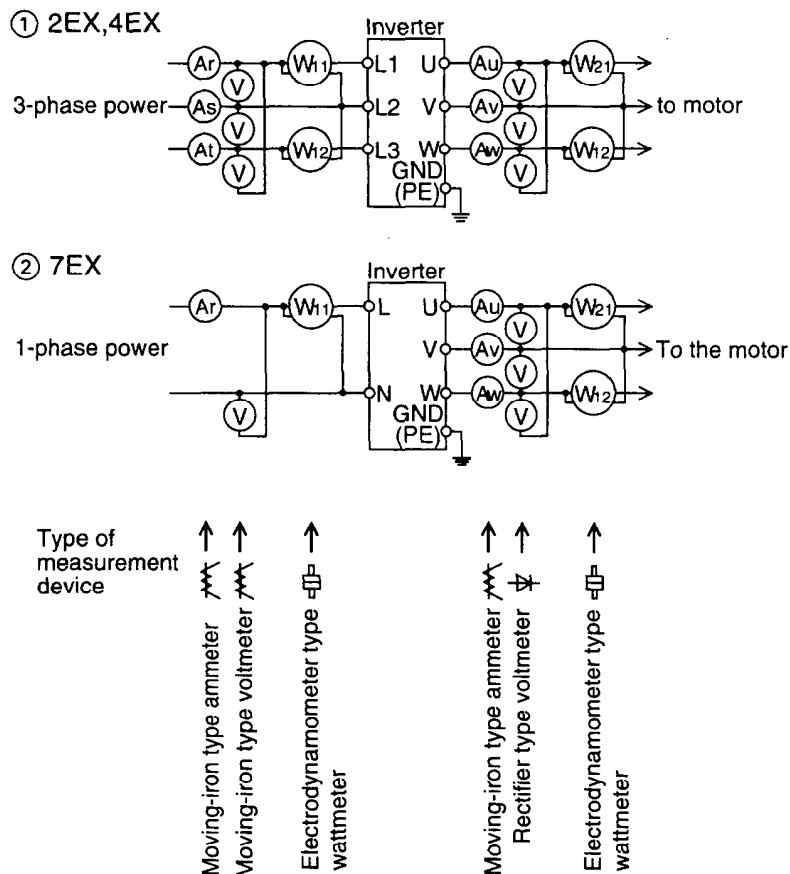 ① 2EX,4EX
Inverter
Ar W11 L1 U Au W21
V V
3-phase power As L2 V Av to motor
V V
At W12 L3 W Aw W12
V GND V
(PE)
② 7EX
Inverter
Ar W11 L U Au W21
V
1-phase power V Av To the motor
V
N W Aw W12
V GND V
(PE)
Type of
measurement
device
Moving-iron type ammeter
Moving-iron type voltmeter
Electrodynamometer type
wattmeter
Moving-iron type ammeter
Rectifier type voltmeter
Electrodynamometer type
wattmeter